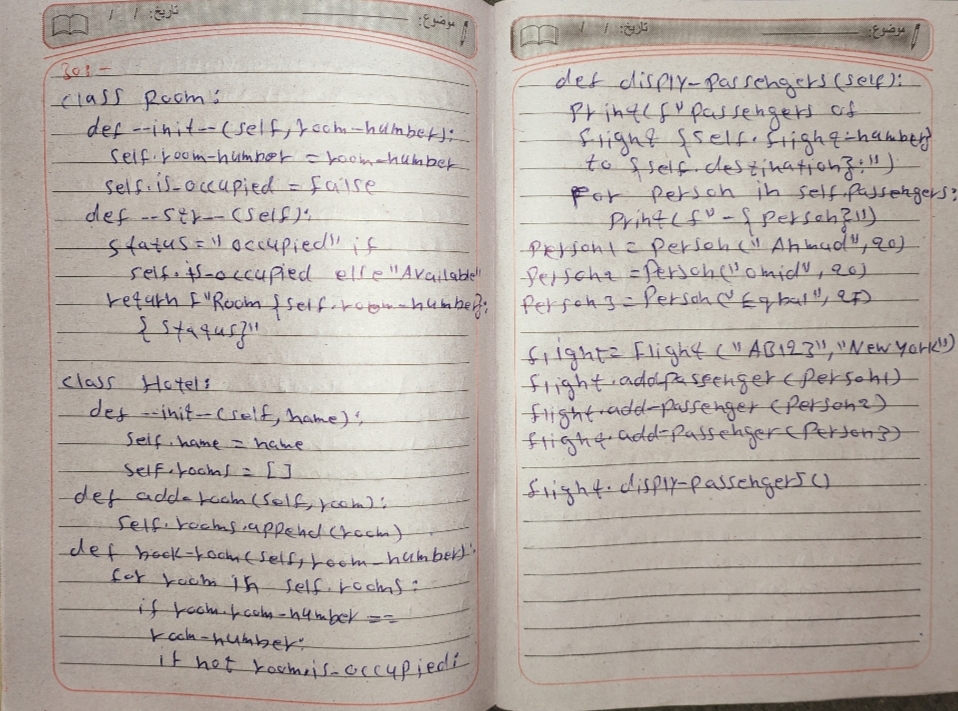 موضوع: تاریخ: / /
303-
class Room:
def __init__(self, room_number):
self.room_number = room_number
self.is_occupied = false
def __str__(self):
status = "occupied" if
self.is_occupied else "Available"
return f"Room {self.room_number}:
{status}"
class Hotel:
def __init__(self, name):
self.name = name
self.rooms = []
def add_room(self, room):
self.rooms.append(room)
def book_room(self, room_number):
for room in self.rooms:
if room.room_number ==
room_number:
if not room.is_occupied:
موضوع: تاریخ: / /
def disply_passengers(self):
print(f"passengers of
flight {self.flight_number}
to {self.destination}:")
for person in self.passengers:
print(f"-{person}")
person1 = person("Ahmad", 20)
person2 = person("omid", 20)
person3 = person("Eqbal", 25)
flight = flight("AB123", "New York")
flight.add_passenger(person1)
flight.add_passenger(person2)
flight.add_passenger(person3)
flight.disply_passengers()